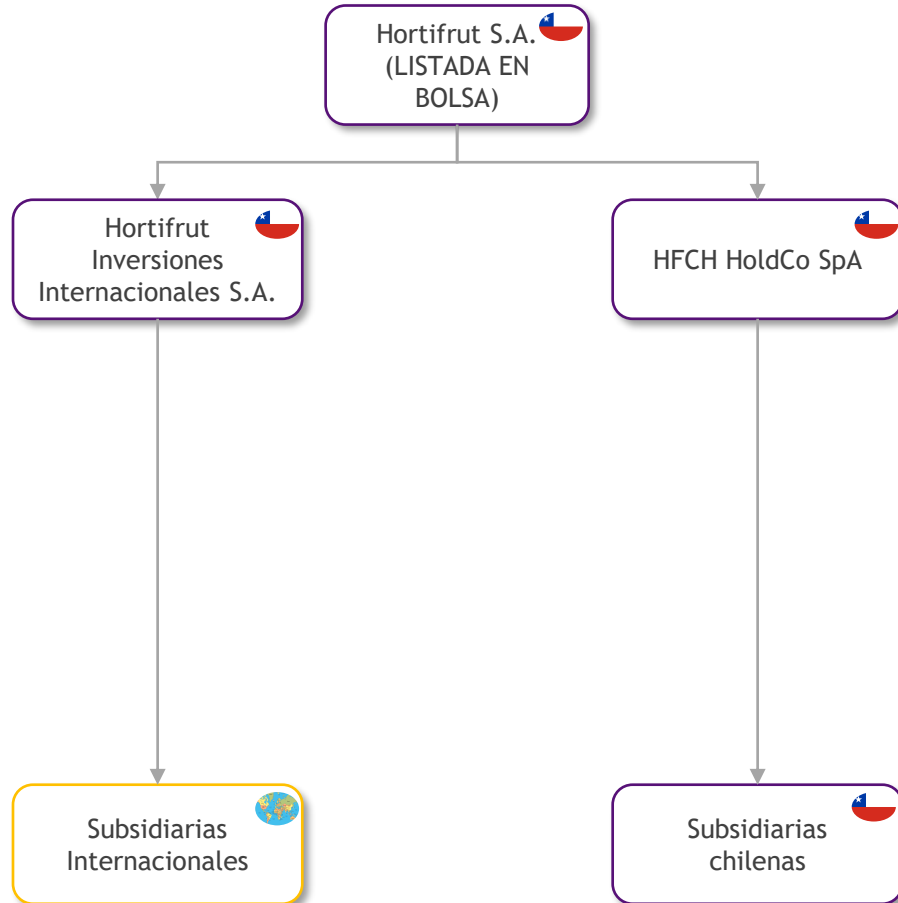 Hortifrut S.A.
(LISTADA EN
BOLSA)
Hortifrut
Inversiones
Internacionales S.A.
HFCH HoldCo SpA
Subsidiarias
Internacionales
Subsidiarias
chilenas